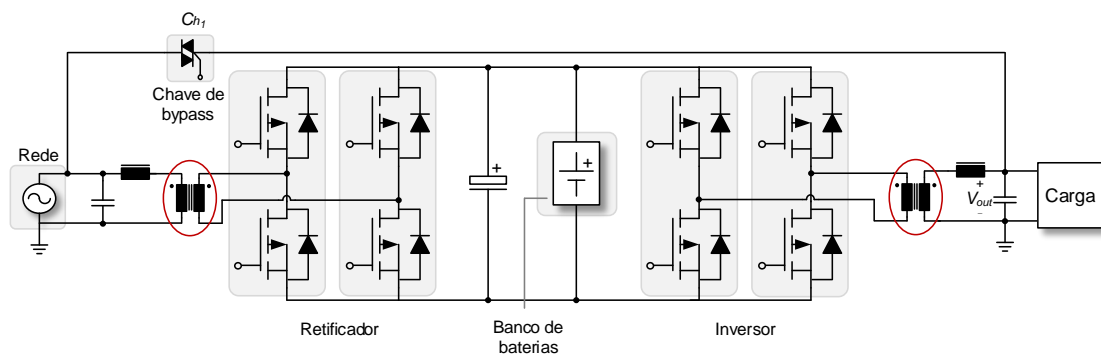 Ch1
Chave de
bypass
Rede
+
+
+
Vout
-
Carga
Retificador
Banco de
baterias
Inversor